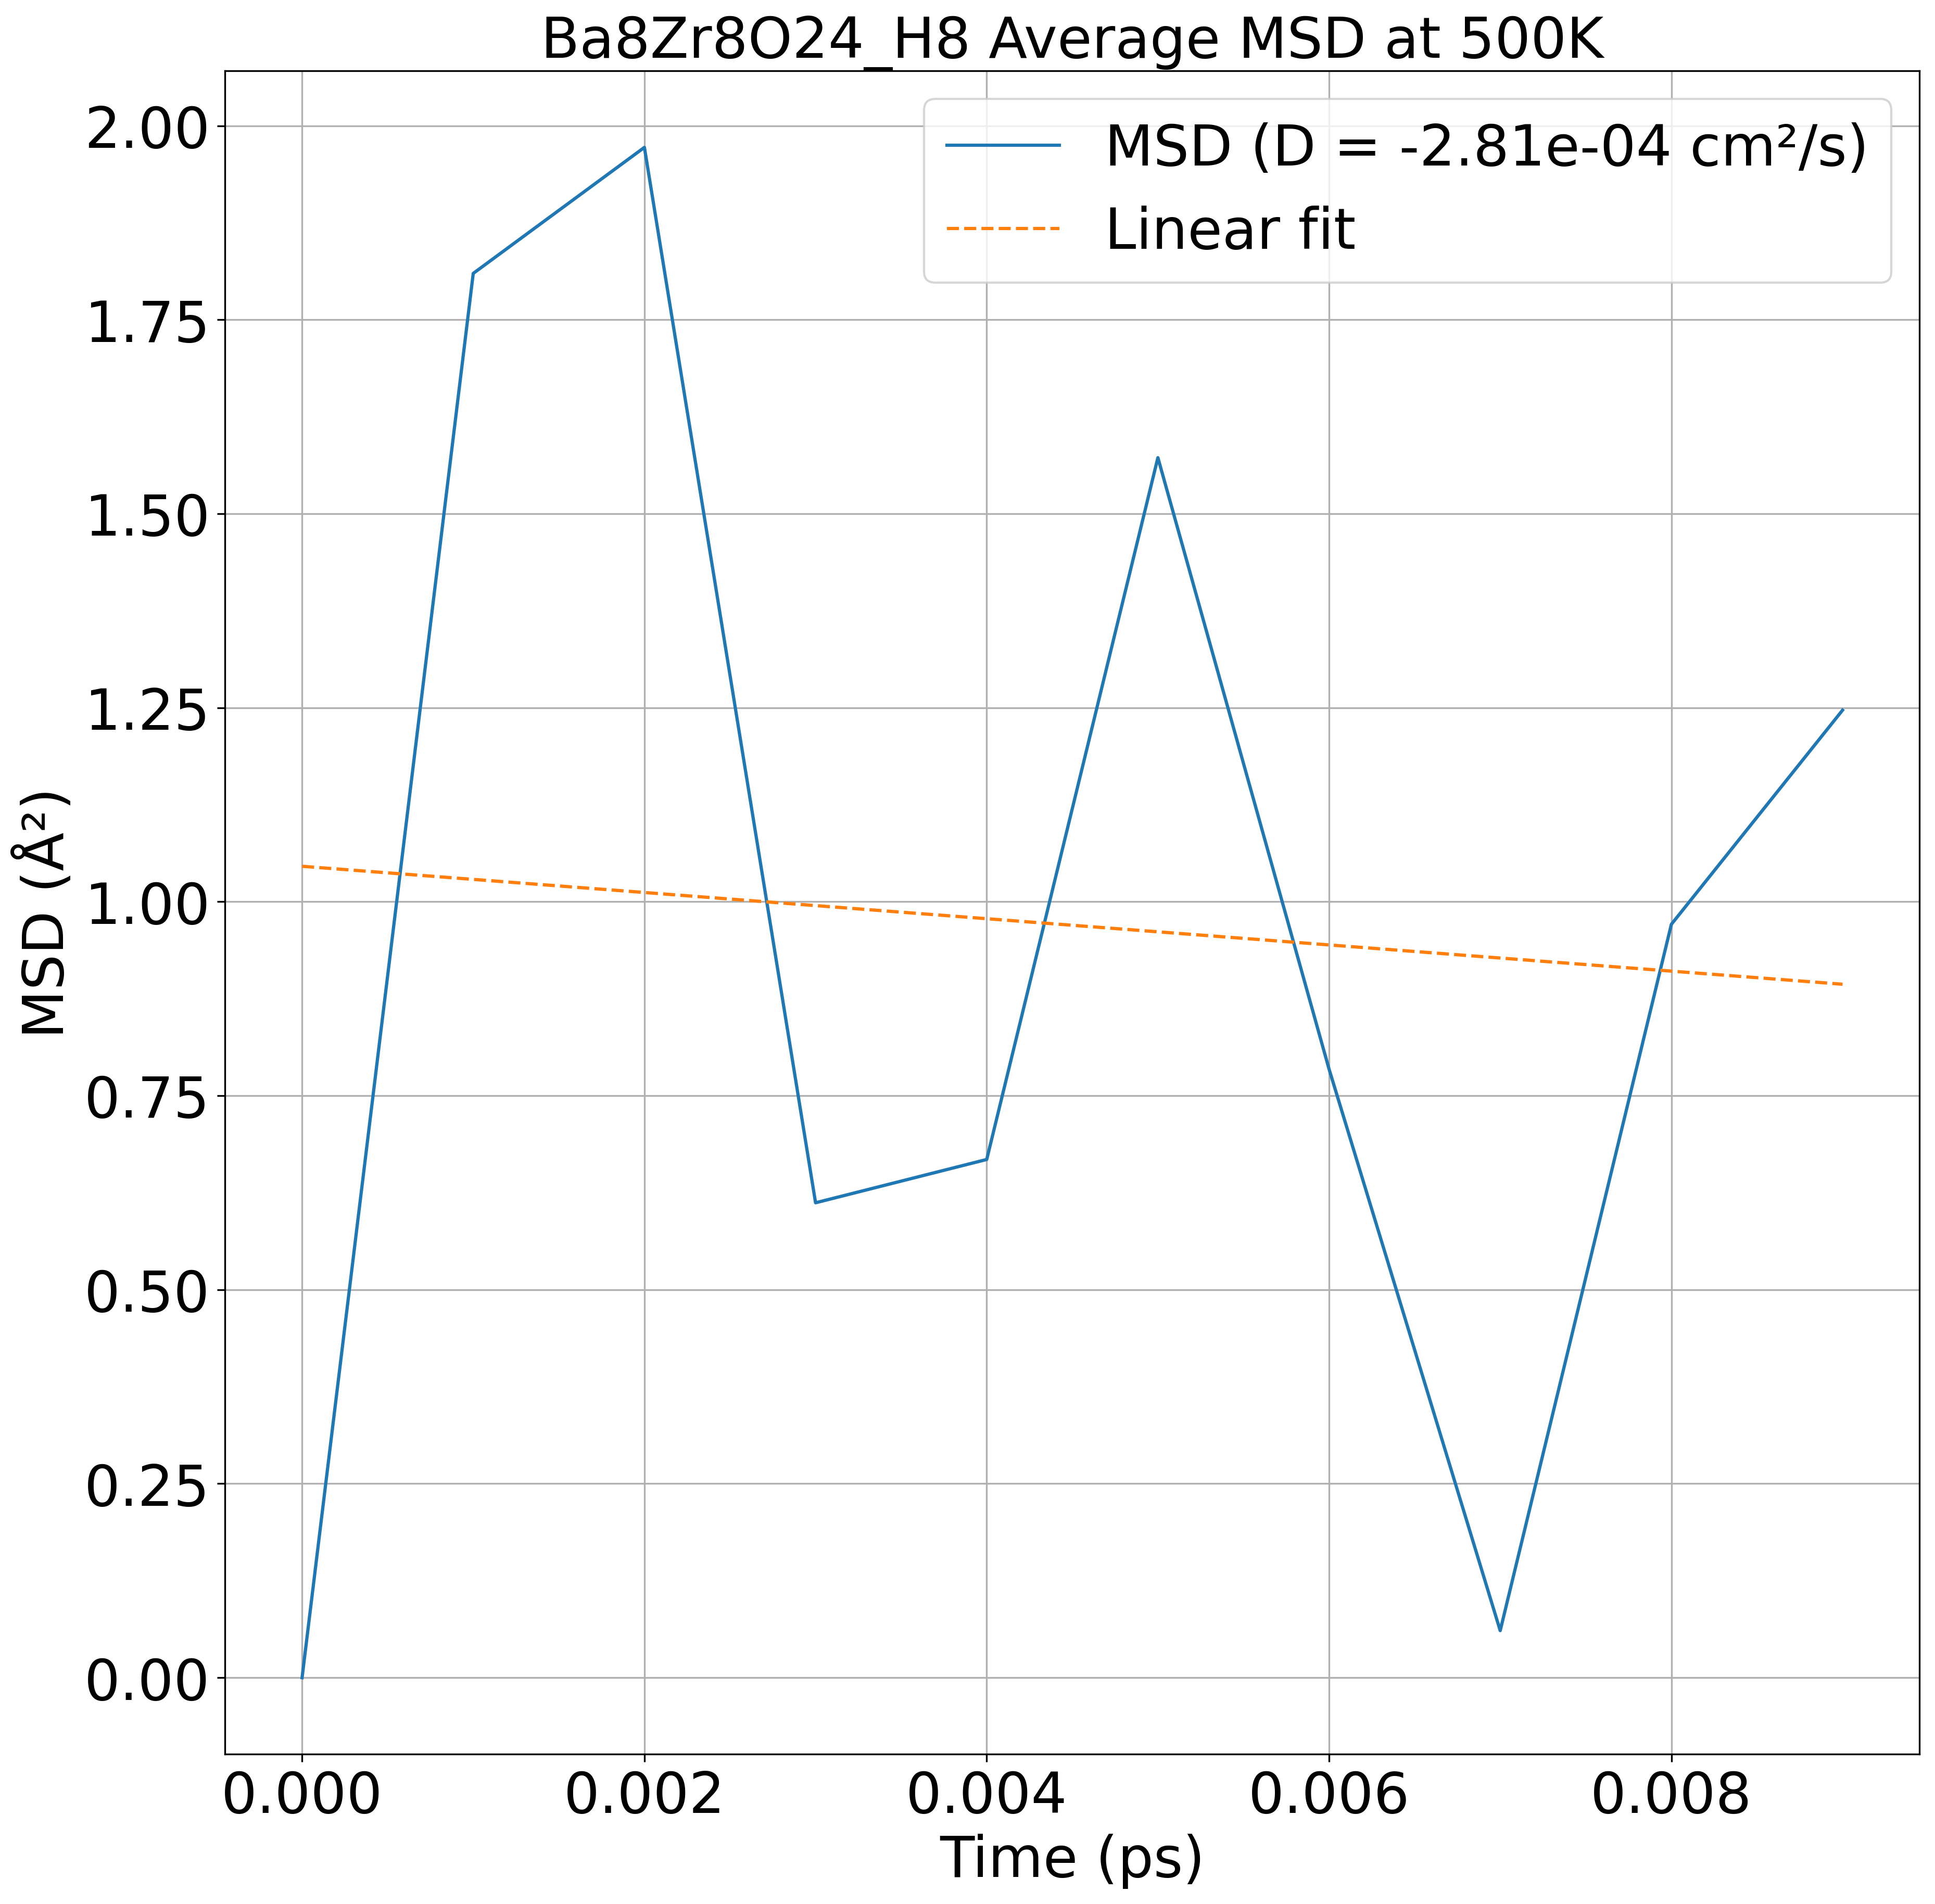 Ba8Zr8O24_H8 Average MSD at 500K
MSD (D = -2.81e-04 cm²/s)
Linear fit
MSD (Å²)
2.00
1.75
1.50
1.25
1.00
0.75
0.50
0.25
0.00
0.000 0.002 0.004 0.006 0.008
Time (ps)